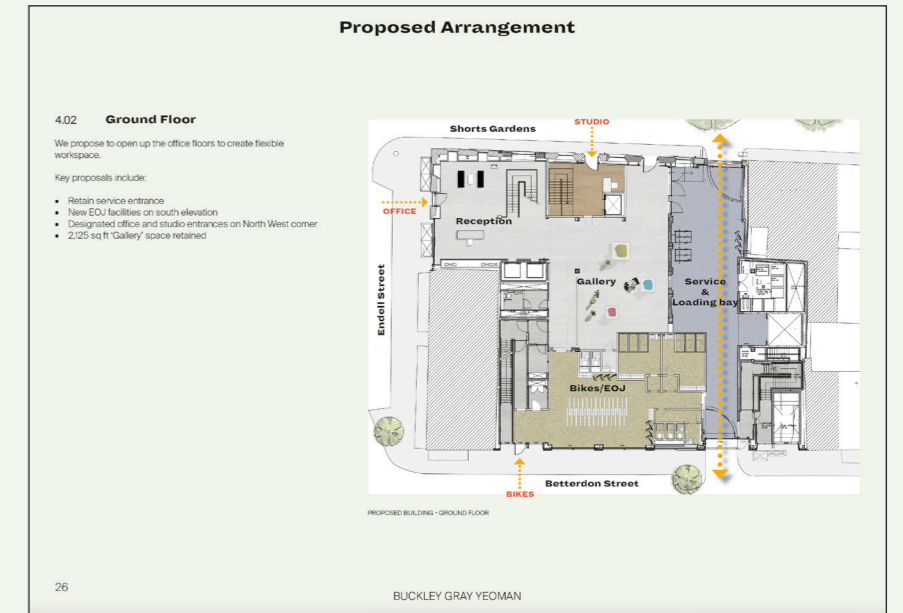 Proposed Arrangement
4.02 Ground Floor
We propose to open up the office floors to create flexible
workspace.
Key proposals include:
• Retain service entrance
• New EOJ facilities on south elevation
• Designated office and studio entrances on North West corner
• 2,125 sq ft 'Gallery' space retained
STUDIO
Shorts Gardens
OFFICE
Reception
Endell Street
Gallery
Service
&
Loading bay
Bikes/EOJ
Betterdon Street
BIKES
PROPOSED BUILDING - GROUND FLOOR
26
BUCKLEY GRAY YEOMAN